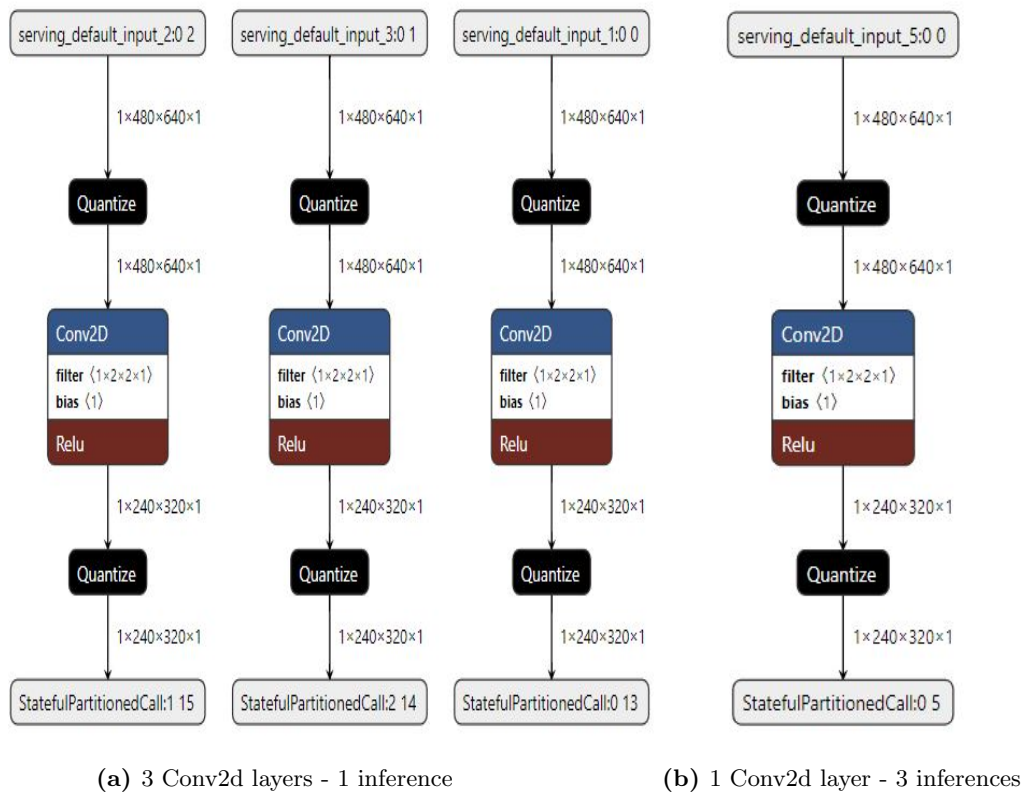 serving_default_input_2:0 2
serving_default_input_3:0 1
serving_default_input_1:0 0
serving_default_input_5:0 0
1×480×640×1
1×480×640×1
1×480×640×1
1×480×640×1
Quantize
Quantize
Quantize
Quantize
1×480×640×1
1×480×640×1
1×480×640×1
1×480×640×1
Conv2D
filter ⟨1×2×2×1⟩
bias ⟨1⟩
Relu
Conv2D
filter ⟨1×2×2×1⟩
bias ⟨1⟩
Relu
Conv2D
filter ⟨1×2×2×1⟩
bias ⟨1⟩
Relu
Conv2D
filter ⟨1×2×2×1⟩
bias ⟨1⟩
Relu
1×240×320×1
1×240×320×1
1×240×320×1
1×240×320×1
Quantize
Quantize
Quantize
Quantize
1×240×320×1
1×240×320×1
1×240×320×1
1×240×320×1
StatefulPartitionedCall:1 15
StatefulPartitionedCall:2 14
StatefulPartitionedCall:0 13
StatefulPartitionedCall:0 5
(a) 3 Conv2d layers - 1 inference
(b) 1 Conv2d layer - 3 inferences